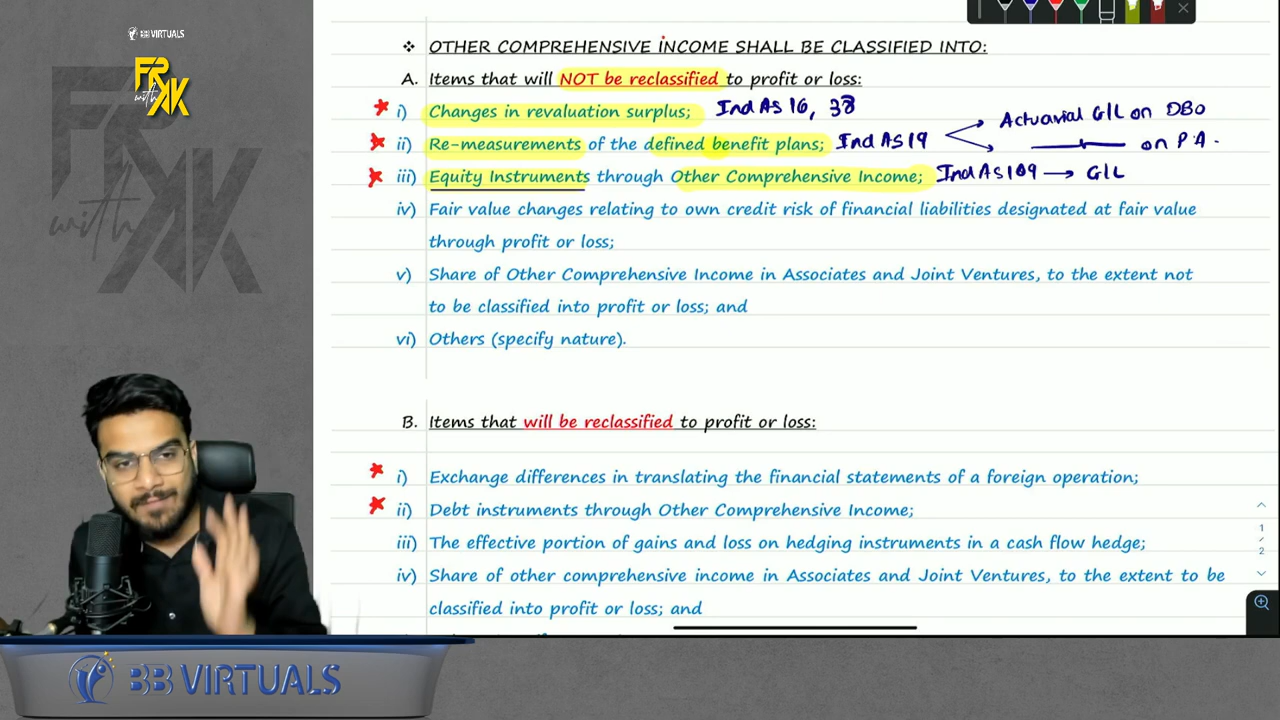 BB VIRTUALS
FR
with
AK
FR
with
AK
❖ OTHER COMPREHENSIVE INCOME SHALL BE CLASSIFIED INTO:
A. Items that will NOT be reclassified to profit or loss:
i) Changes in revaluation surplus; Ind As 16, 38
ii) Re-measurements of the defined benefit plans; Ind AS 19
Actuarial G/L on DBO
on P.A.
iii) Equity Instruments through Other Comprehensive Income; Ind AS 109 → G/L
iv) Fair value changes relating to own credit risk of financial liabilities designated at fair value
through profit or loss;
v) Share of Other Comprehensive Income in Associates and Joint Ventures, to the extent not
to be classified into profit or loss; and
vi) Others (specify nature).
B. Items that will be reclassified to profit or loss:
i) Exchange differences in translating the financial statements of a foreign operation;
ii) Debt instruments through Other Comprehensive Income;
iii) The effective portion of gains and loss on hedging instruments in a cash flow hedge;
iv) Share of other comprehensive income in Associates and Joint Ventures, to the extent to be
classified into profit or loss; and
1
/
2
BB VIRTUALS